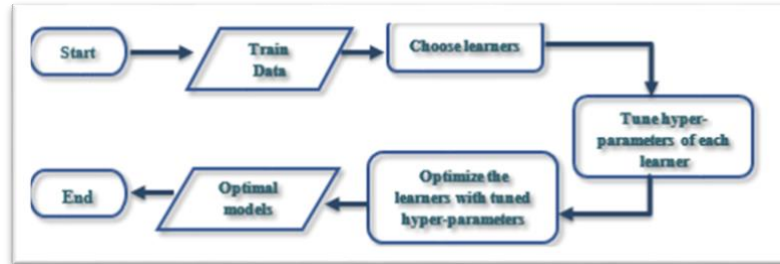 Start
Train
Data
Choose learners
Tune hyper-
parameters of each
learner
Optimize the
learners with tuned
hyper-parameters
Optimal
models
End